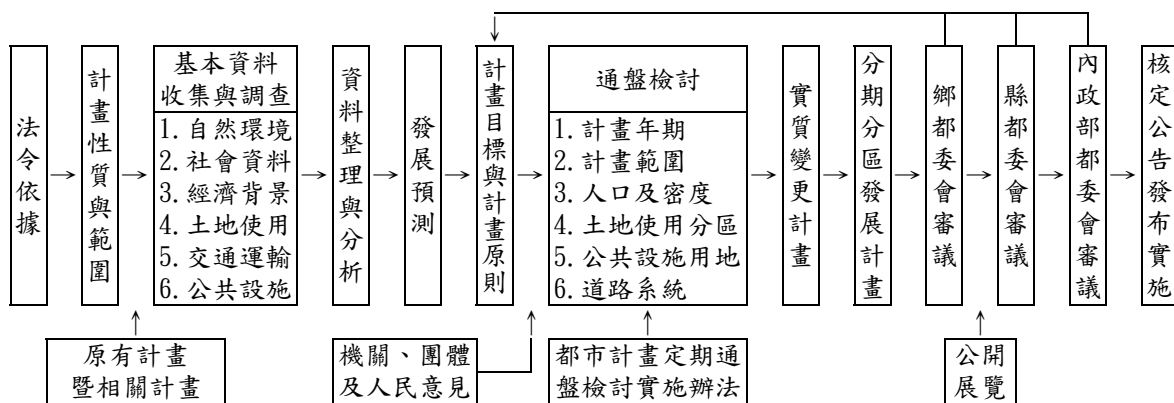 法令依據
計畫性質與範圍
基本資料
收集與調查
1. 自然環境
2. 社會資料
3. 經濟背景
4. 土地使用
5. 交通運輸
6. 公共設施
資料整理與分析
發展預測
計畫目標與計畫原則
通盤檢討
1. 計畫年期
2. 計畫範圍
3. 人口及密度
4. 土地使用分區
5. 公共設施用地
6. 道路系統
實質變更計畫
分期分區發展計畫
鄉都委會審議
縣都委會審議
內政部都委會審議
核定公告發布實施
原有計畫
暨相關計畫
機關、團體
及人民意見
都市計畫定期通
盤檢討實施辦法
公開
展覽